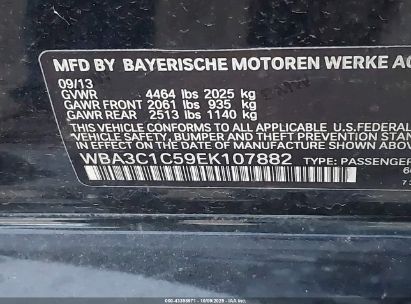 MFD BY BAYERISCHE MOTOREN WERKE AG
09/13
GVWR 4464 lbs 2025 kg
GAWR FRONT 2061 lbs 935 kg
GAWR REAR 2513 lbs 1140 kg
THIS VEHICLE CONFORMS TO ALL APPLICABLE U.S.FEDERAL
VEHICLE SAFETY, BUMPER, AND THEFT PREVENTION
IN EFFECT ON THE DATE OF MANUFACTURE SHOWN
WBA3C1C59EK107882 TYPE: PASSENGER